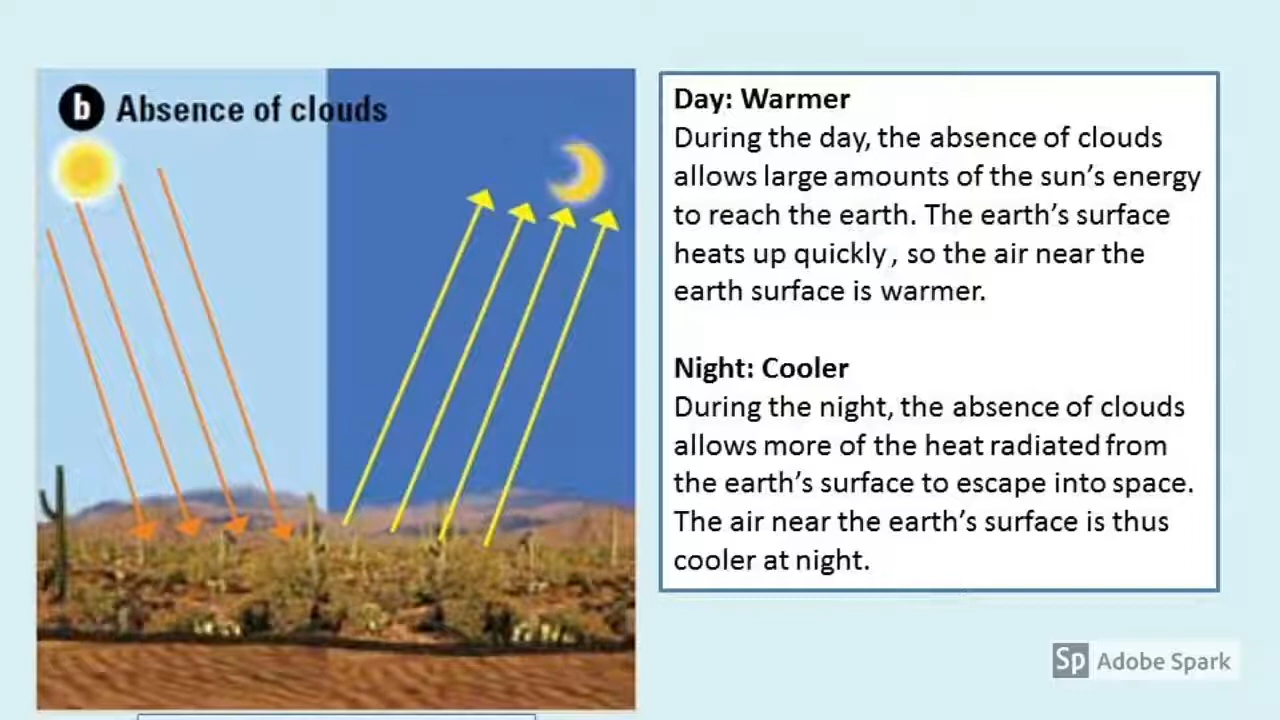 b Absence of clouds
Day: Warmer
During the day, the absence of clouds
allows large amounts of the sun's energy
to reach the earth. The earth's surface
heats up quickly, so the air near the
earth surface is warmer.
Night: Cooler
During the night, the absence of clouds
allows more of the heat radiated from
the earth's surface to escape into space.
The air near the earth's surface is thus
cooler at night.
Sp Adobe Spark